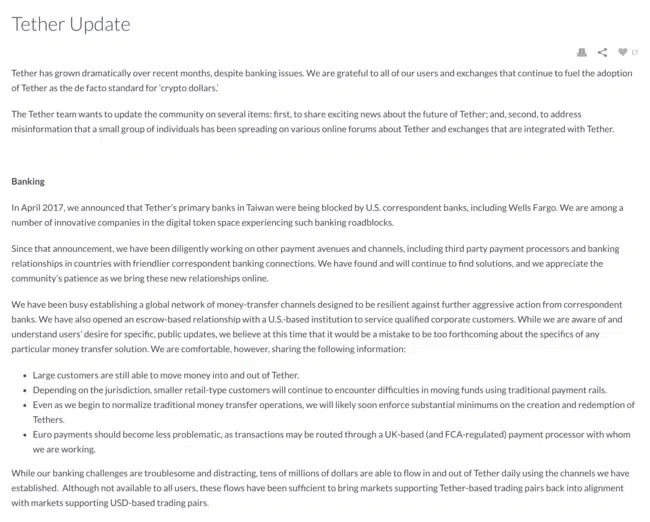 Tether Update
17
Tether has grown dramatically over recent months, despite banking issues. We are grateful to all of our users and exchanges that continue to fuel the adoption
of Tether as the de facto standard for 'crypto dollars.'
The Tether team wants to update the community on several items: first, to share exciting news about the future of Tether; and, second, to address
misinformation that a small group of individuals has been spreading on various online forums about Tether and exchanges that are integrated with Tether.
Banking
In April 2017, we announced that Tether's primary banks in Taiwan were being blocked by U.S. correspondent banks, including Wells Fargo. We are among a
number of innovative companies in the digital token space experiencing such banking roadblocks.
Since that announcement, we have been diligently working on other payment avenues and channels, including third party payment processors and banking
relationships in countries with friendlier correspondent banking connections. We have found and will continue to find solutions, and we appreciate the
community's patience as we bring these new relationships online.
We have been busy establishing a global network of money-transfer channels designed to be resilient against further aggressive action from correspondent
banks. We have also opened an escrow-based relationship with a U.S.-based institution to service qualified corporate customers. While we are aware of and
understand users' desire for specific, public updates, we believe at this time that it would be a mistake to be too forthcoming about the specifics of any
particular money transfer solution. We are comfortable, however, sharing the following information:
• Large customers are still able to move money into and out of Tether.
• Depending on the jurisdiction, smaller retail-type customers will continue to encounter difficulties in moving funds using traditional payment rails.
• Even as we begin to normalize traditional money transfer operations, we will likely soon enforce substantial minimums on the creation and redemption of
Tethers.
• Euro payments should become less problematic, as transactions may be routed through a UK-based (and FCA-regulated) payment processor with whom
we are working.
While our banking challenges are troublesome and distracting, tens of millions of dollars are able to flow in and out of Tether daily using the channels we have
established. Although not available to all users, these flows have been sufficient to bring markets supporting Tether-based trading pairs back into alignment
with markets supporting USD-based trading pairs.